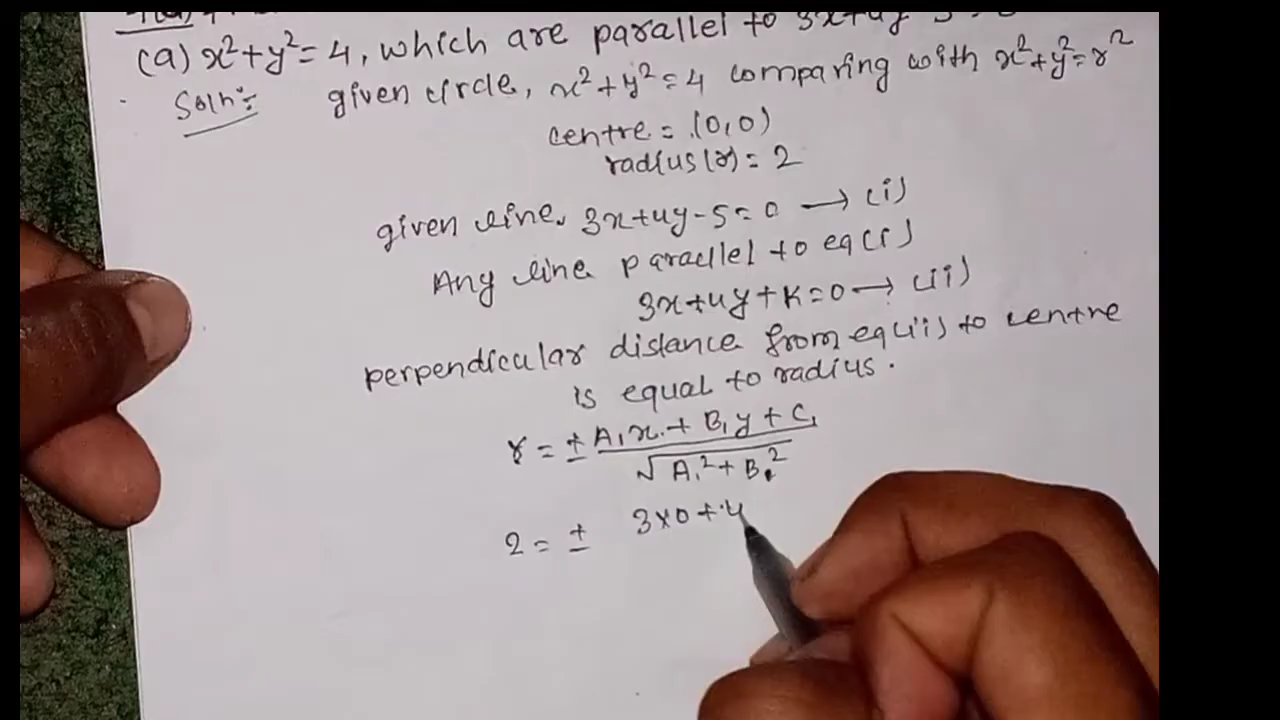 (a) x²+y²=4, which are parallel to 3x+4y
Solⁿ:- given circle, x²+y²=4 comparing with x²+y²=r²
centre = (0,0)
radius(r) = 2
given line, 3x+4y-5=0 → (i)
Any line parallel to eq(i)
3x+4y+K=0 → (ii)
perpendicular distance from eq(ii) to centre
is equal to radius.
r = ± A₁x₁+ B₁y + C₁
√A₁²+B₁²
2 = ± 3×0+4